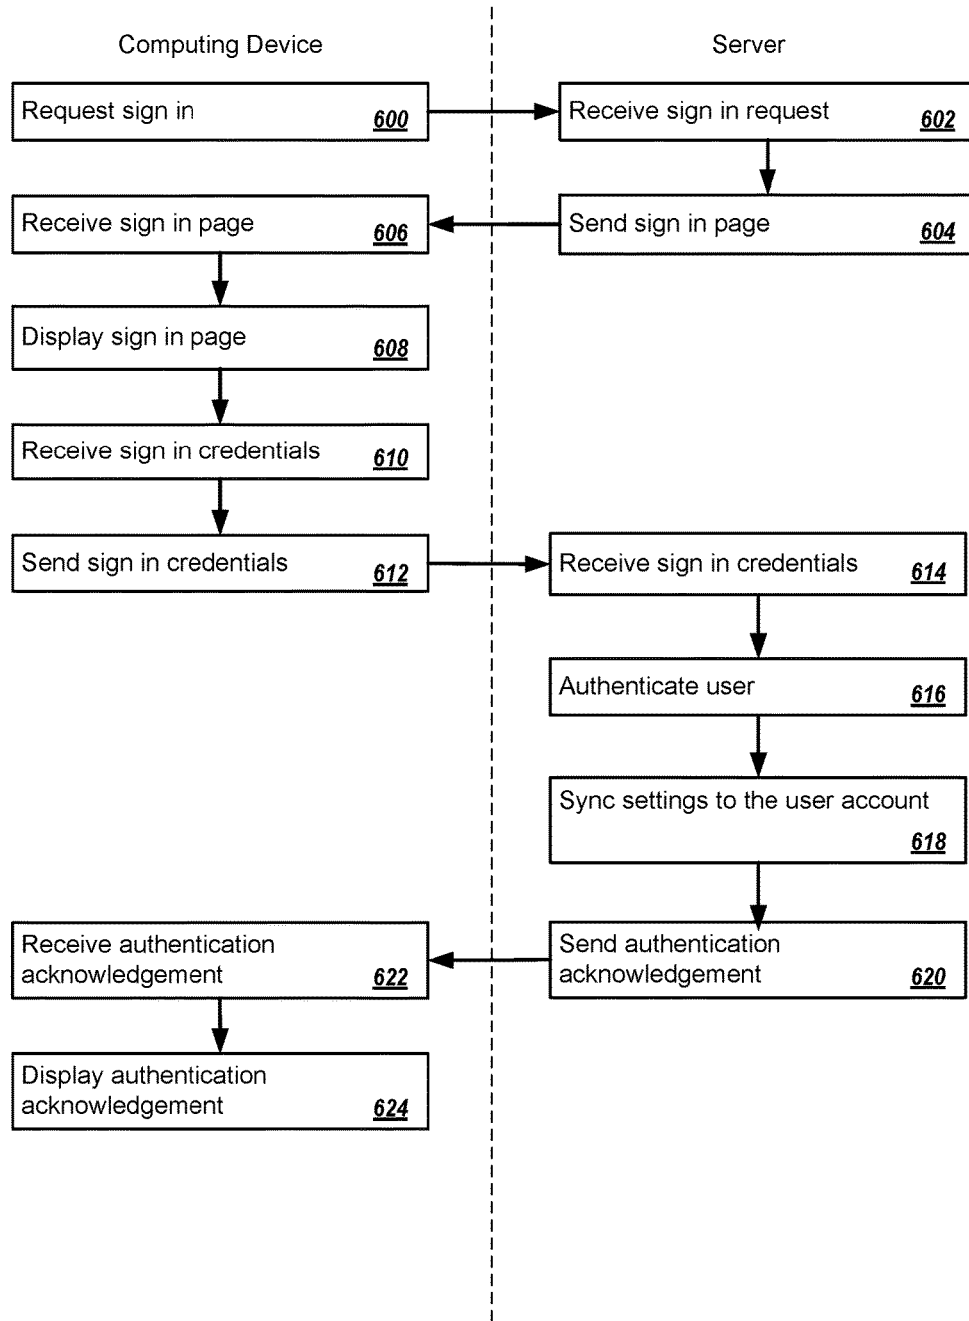 Computing Device
Server
Request sign in
600
Receive sign in request
602
Receive sign in page
606
Send sign in page
604
Display sign in page
608
Receive sign in credentials
610
Send sign in credentials
612
Receive sign in credentials
614
Authenticate user
616
Sync settings to the user account
618
Receive authentication
acknowledgement
622
Send authentication
acknowledgement
620
Display authentication
acknowledgement
624